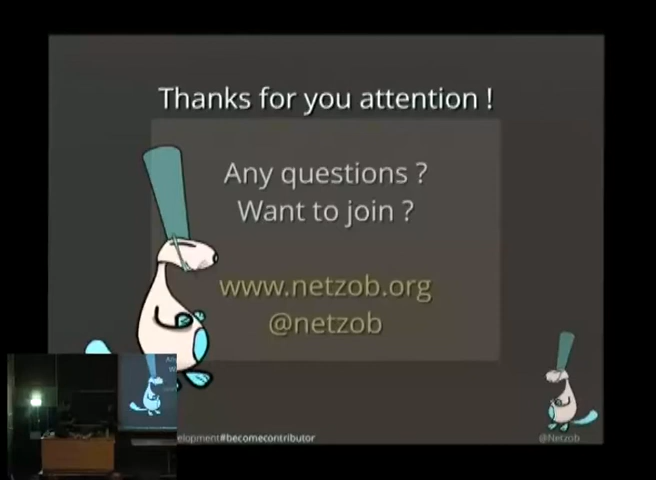 Thanks for you attention !
Any questions ?
Want to join ?
www.netzob.org
@netzob
elopment#becomecontributor
@Netzob